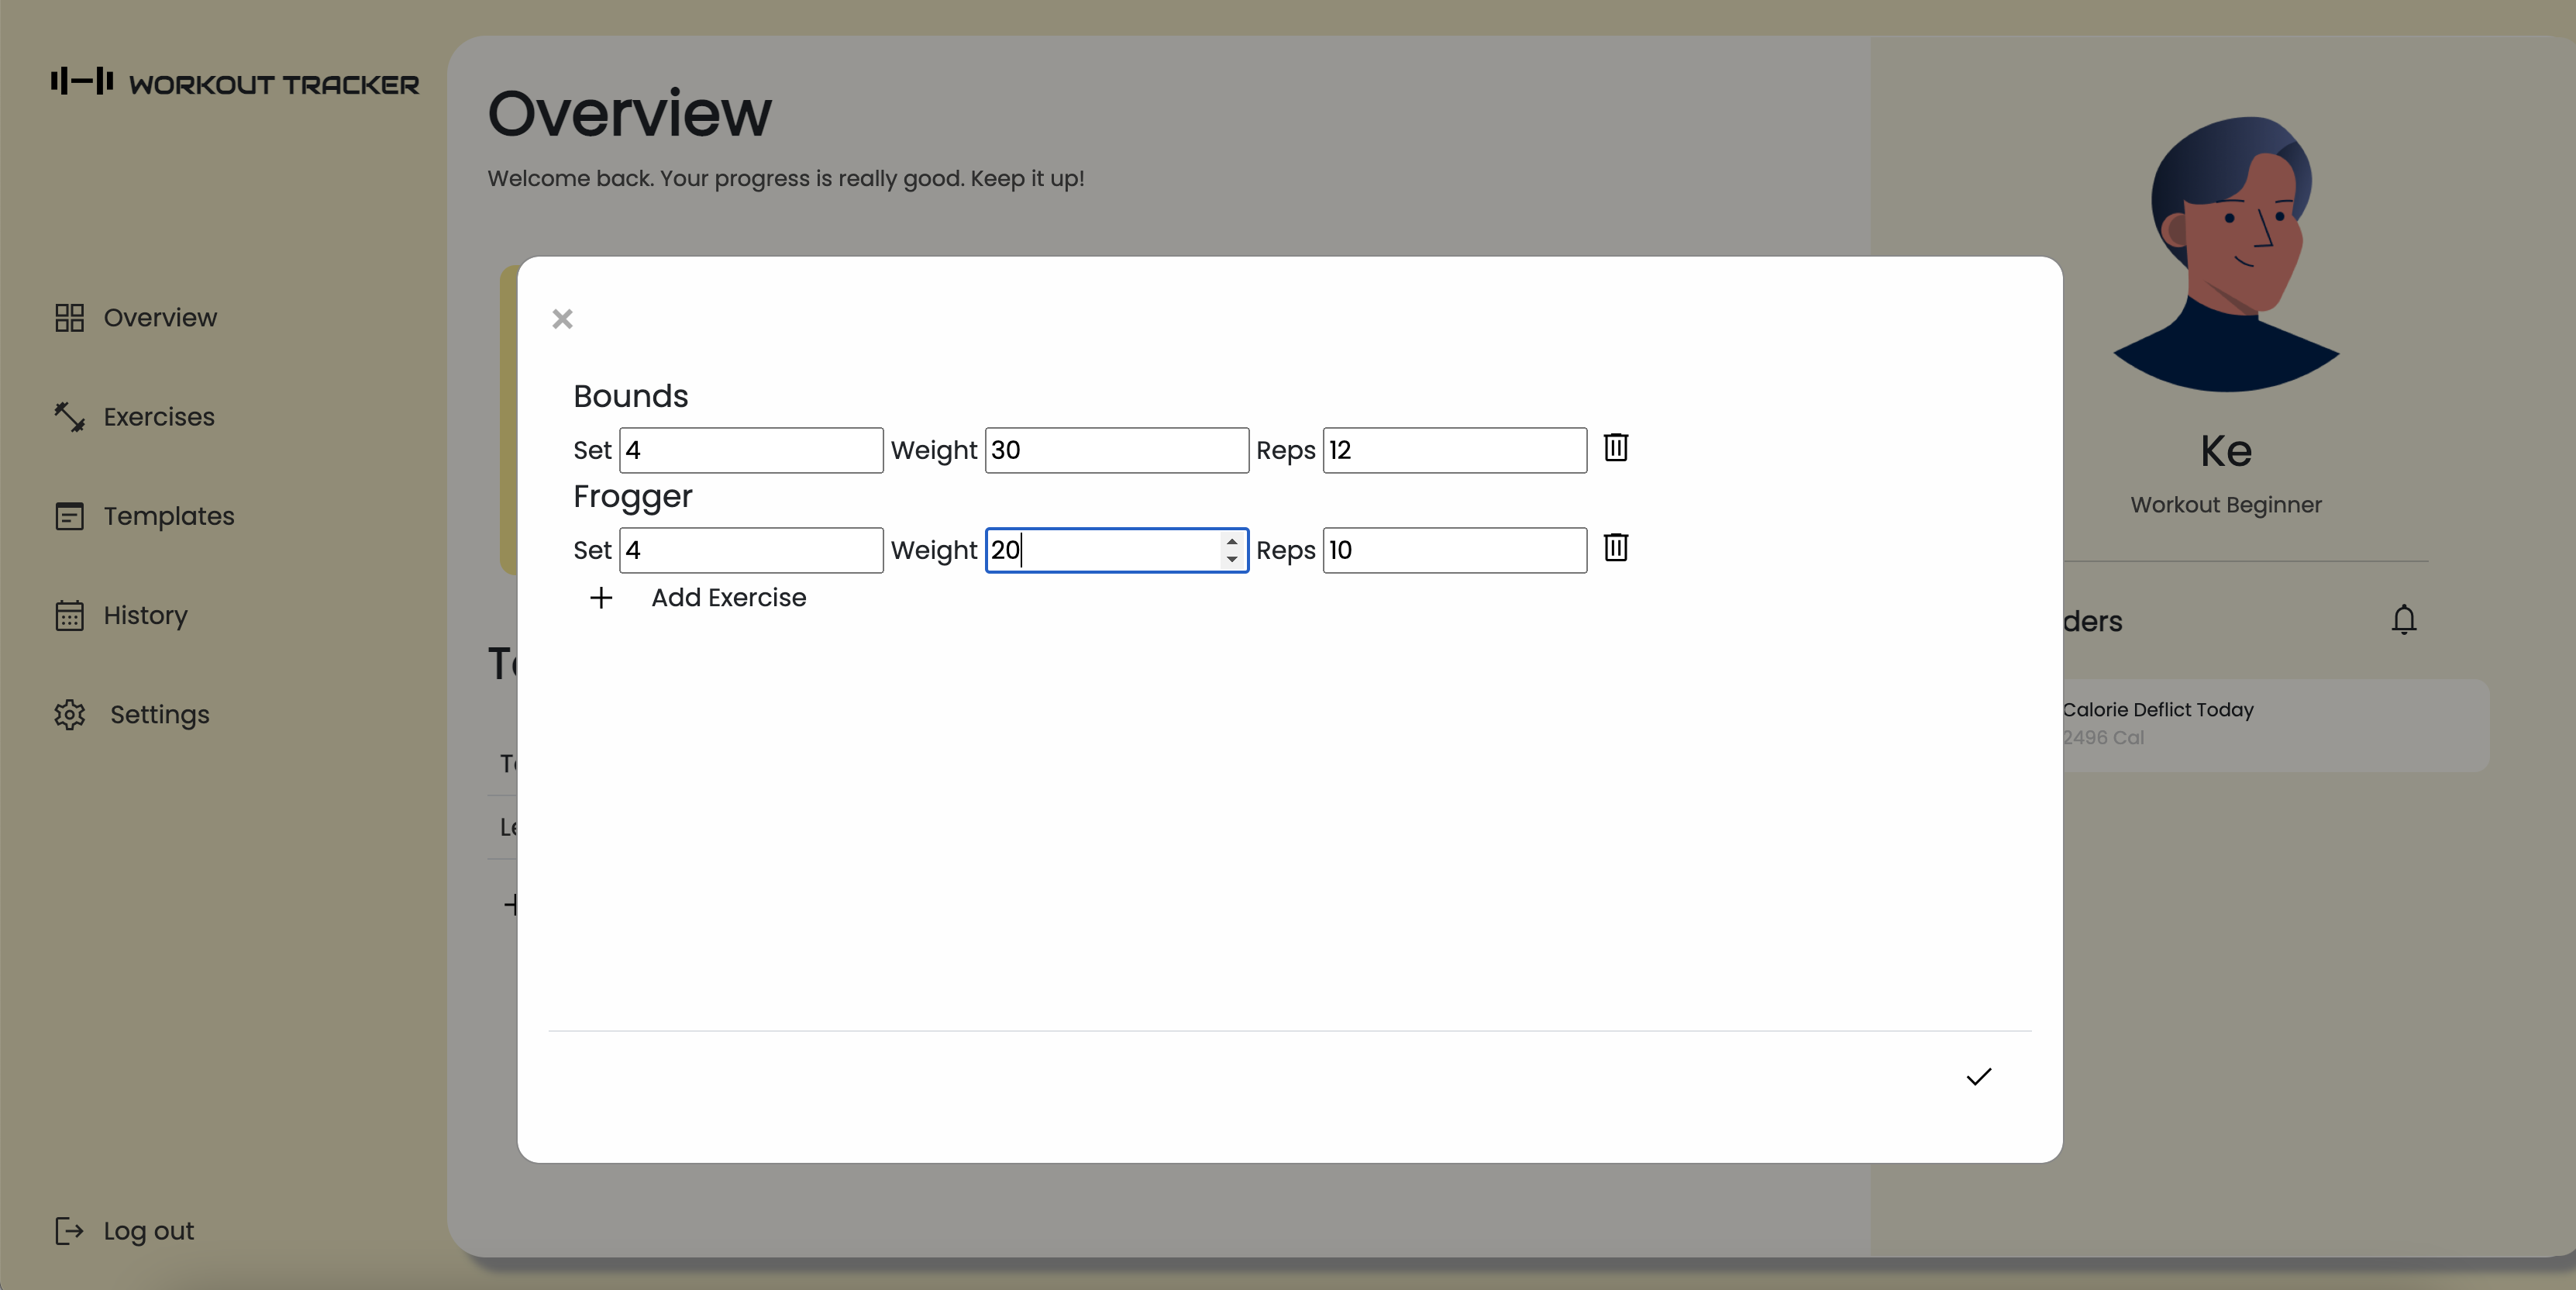 WORKOUT TRACKER
Overview
Exercises
Templates
History
Settings
Log out
Overview
Welcome back. Your progress is really good. Keep it up!
Bounds
Set 4 Weight 30 Reps 12
Frogger
Set 4 Weight 20 Reps 10
Add Exercise
Ke
Workout Beginner
ders
Calorie Deflict Today
2496 Cal